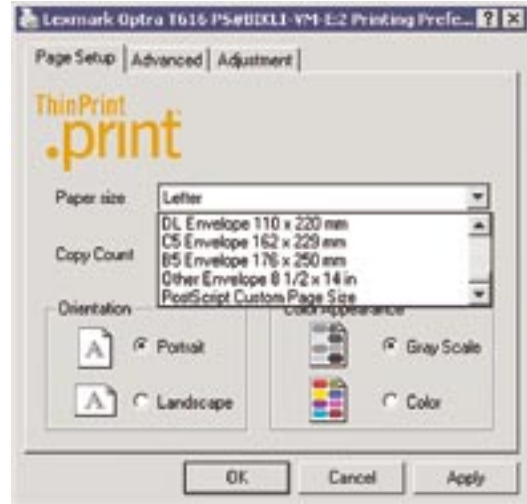 Lexmark Optra T616 PS#BIXLI-VM-E:2 Printing Prefe...
Page Setup Advanced Adjustment
ThinPrint
.print
Paper size Letter
DL Envelope 110 x 220 mm
C5 Envelope 162 x 229 mm
B5 Envelope 176 x 250 mm
Other Envelope 8 1/2 x 14 in
PostScript Custom Page Size
Copy Count
Orientation
Color Appearance
A Portrait
Gray Scale
A Landscape
Color
OK Cancel Apply